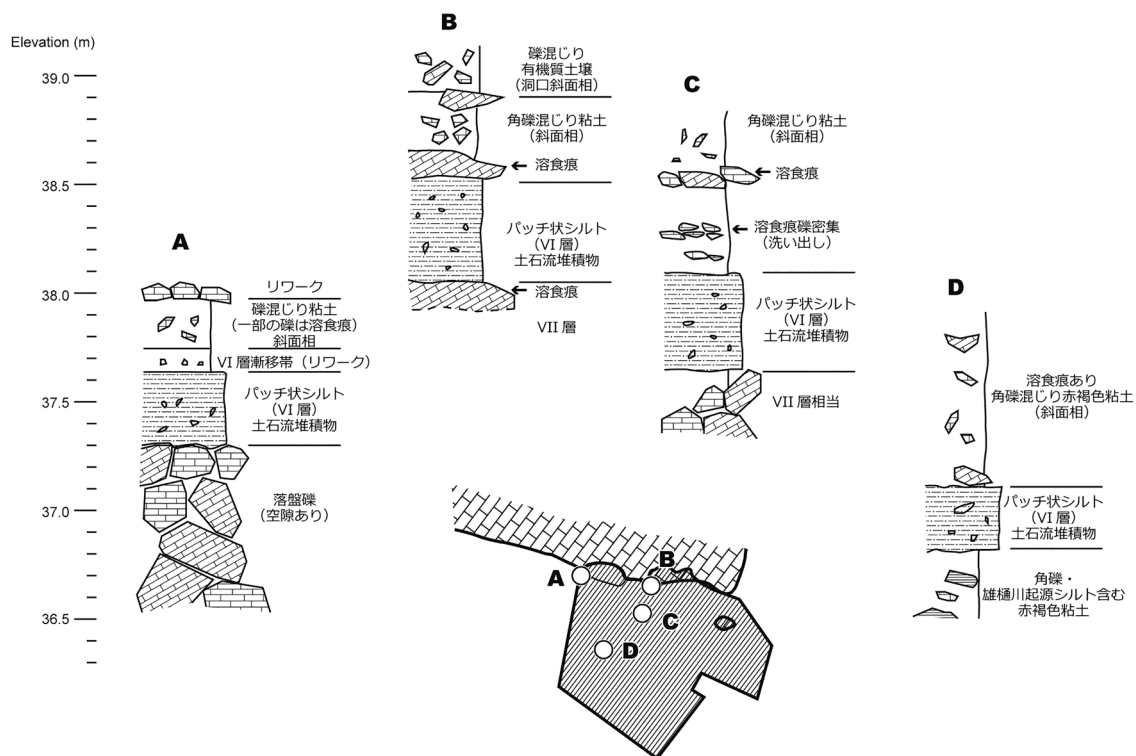 Elevation (m)
39.0
38.5
38.0
37.5
37.0
36.5
A
リワーク
礫混じり粘土
(一部の礫は溶食痕)
斜面相
VI 層漸移帯（リワーク）
パッチ状シルト
（VI 層）
土石流堆積物
落盤礫
（空隙あり）
B
礫混じり
有機質土壌
（洞口斜面相）
角礫混じり粘土
（斜面相）
溶食痕
パッチ状シルト
（VI 層）
土石流堆積物
溶食痕
VII 層
C
角礫混じり粘土
（斜面相）
溶食痕
溶食痕礫密集
（洗い出し）
パッチ状シルト
（VI 層）
土石流堆積物
VII 層相当
D
溶食痕あり
角礫混じり赤褐色粘土
（斜面相）
パッチ状シルト
（VI 層）
土石流堆積物
角礫・
雄樋川起源シルト含む
赤褐色粘土
A
B
C
D